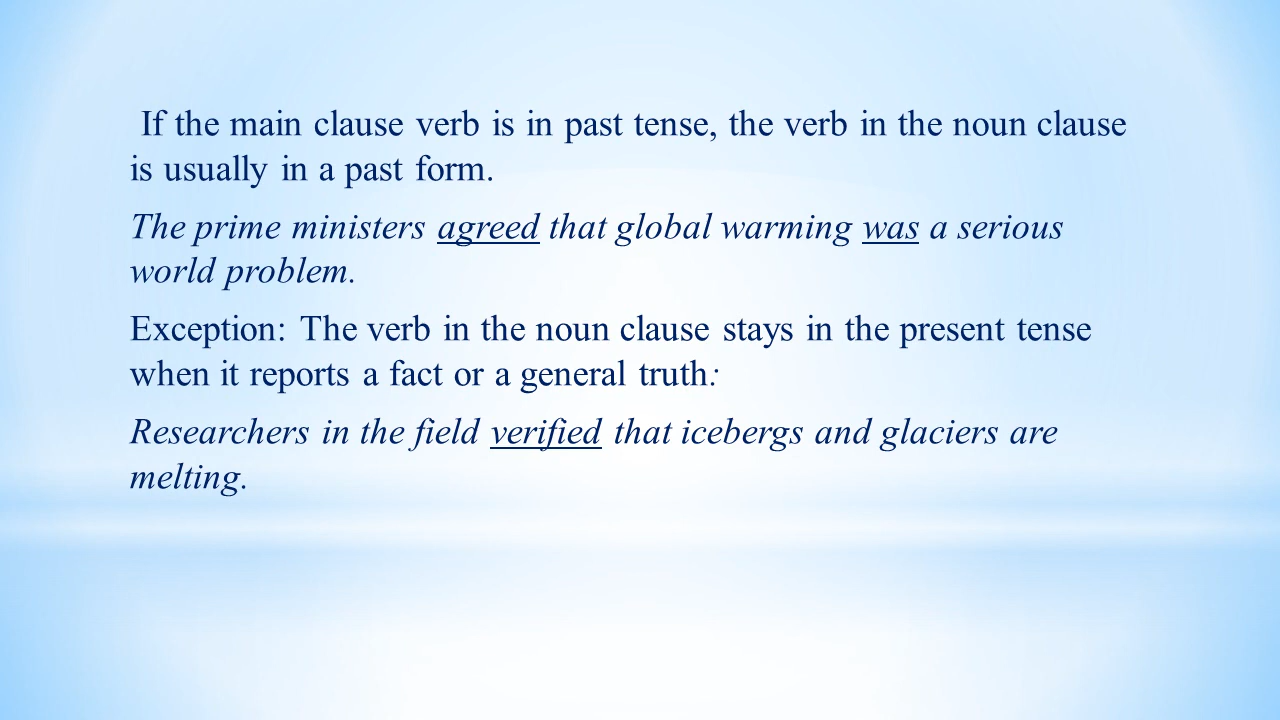 If the main clause verb is in past tense, the verb in the noun clause
is usually in a past form.
The prime ministers agreed that global warming was a serious
world problem.
Exception: The verb in the noun clause stays in the present tense
when it reports a fact or a general truth:
Researchers in the field verified that icebergs and glaciers are
melting.